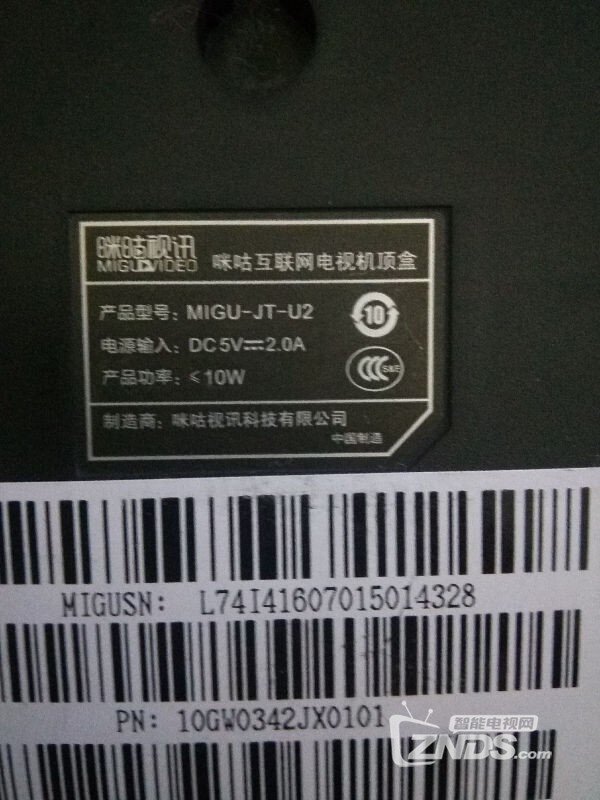 咪咕视讯
MIGU VIDEO
咪咕互联网电视机顶盒
产品型号：MIGU-JT-U2
10
电源输入：DC5V⎓2.0A
产品功率：≤10W
CCC S&E
制造商：咪咕视讯科技有限公司
中国制造
MIGUSN: L74I41607015014328
PN: 10GW0342JX0101
智能电视网
ZNDS.com